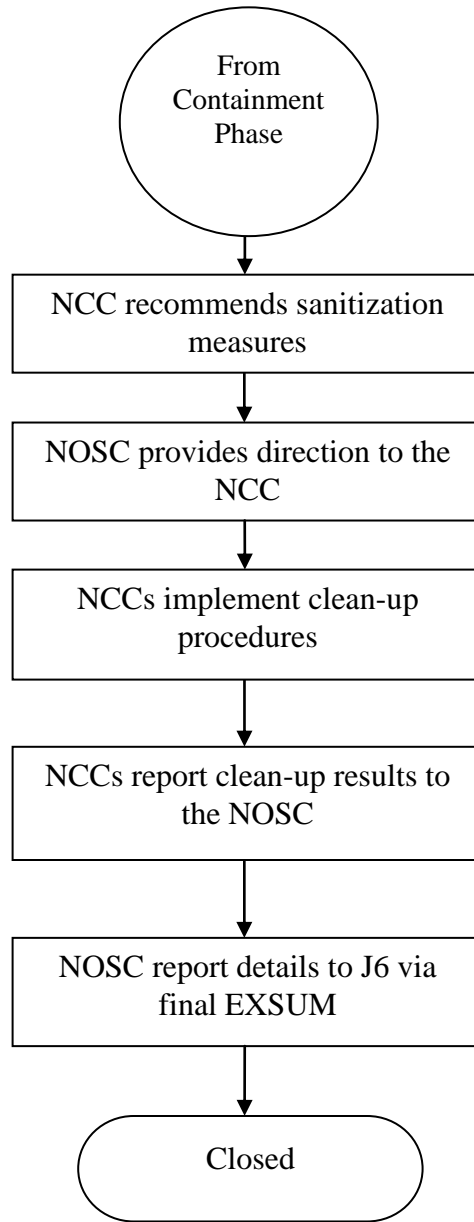 From
Containment
Phase
NCC recommends sanitization
measures
NOSC provides direction to the
NCC
NCCs implement clean-up
procedures
NCCs report clean-up results to
the NOSC
NOSC report details to J6 via
final EXSUM
Closed